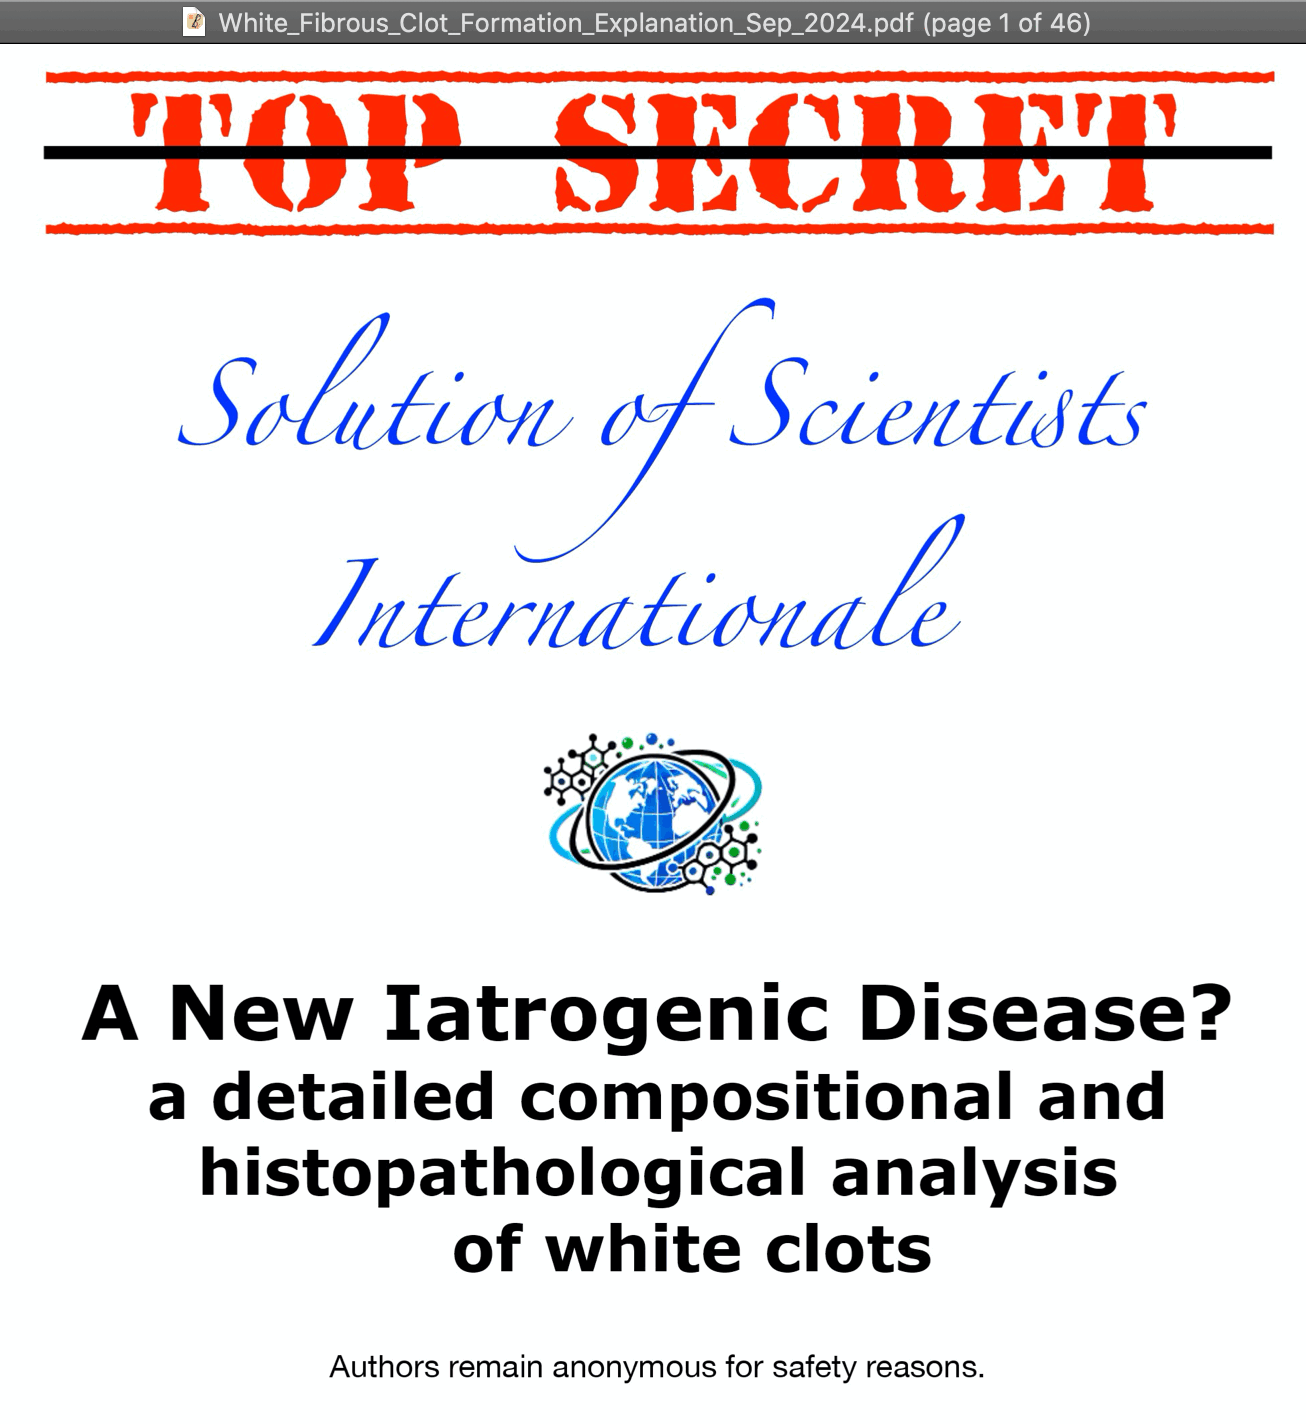 White_Fibrous_Clot_Formation_Explanation_Sep_2024.pdf (page 1 of 46)
TOP SECRET
Solution of Scientists
Internationale
A New Iatrogenic Disease?
a detailed compositional and
histopathological analysis
of white clots
Authors remain anonymous for safety reasons.